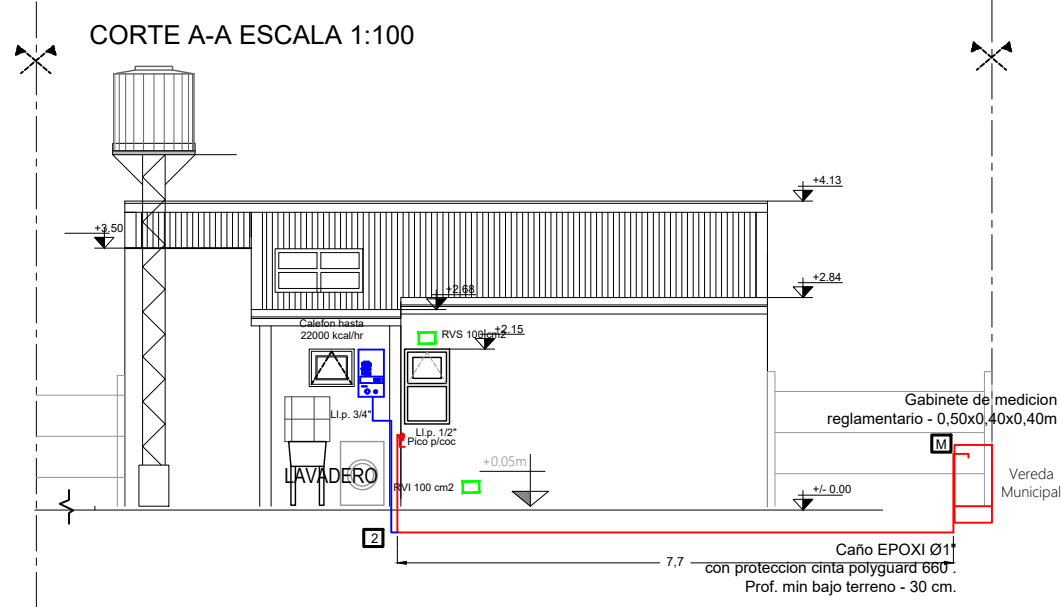 CORTE A-A ESCALA 1:100
+4.13
+3,50
+2.84
+2.68
Calefon hasta
22000 kcal/hr
RVS 100 cm2
+2.15
Ll.p. 3/4"
Ll.p. 1/2"
Pico p/coc
Gabinete de medicion
reglamentario - 0,50x0,40x0,40m
M
+0.05m
LAVADERO
RVI 100 cm2
+/- 0.00
Vereda
Municipal
2
7,7
Caño EPOXI Ø1"
con proteccion cinta polyguard 660 .
Prof. min bajo terreno - 30 cm.